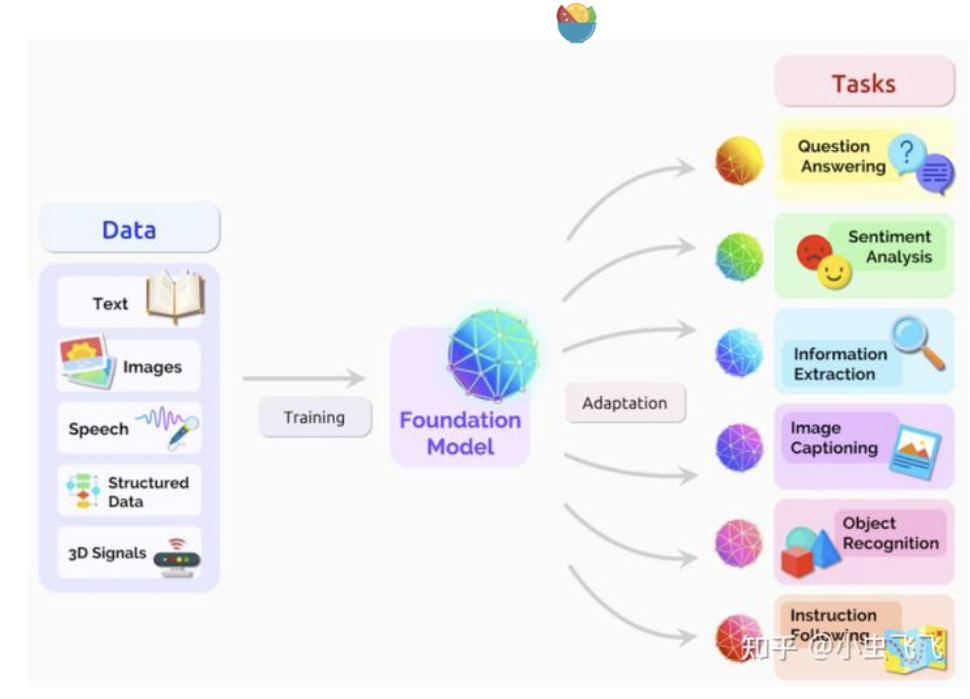 Tasks
Question
Answering
Data
Sentiment
Analysis
Text
Images
Information
Extraction
Training
Foundation
Model
Adaptation
Speech
Image
Captioning
Structured
Data
3D Signals
Object
Recognition
Instruction
Following
知乎 @小虫飞飞